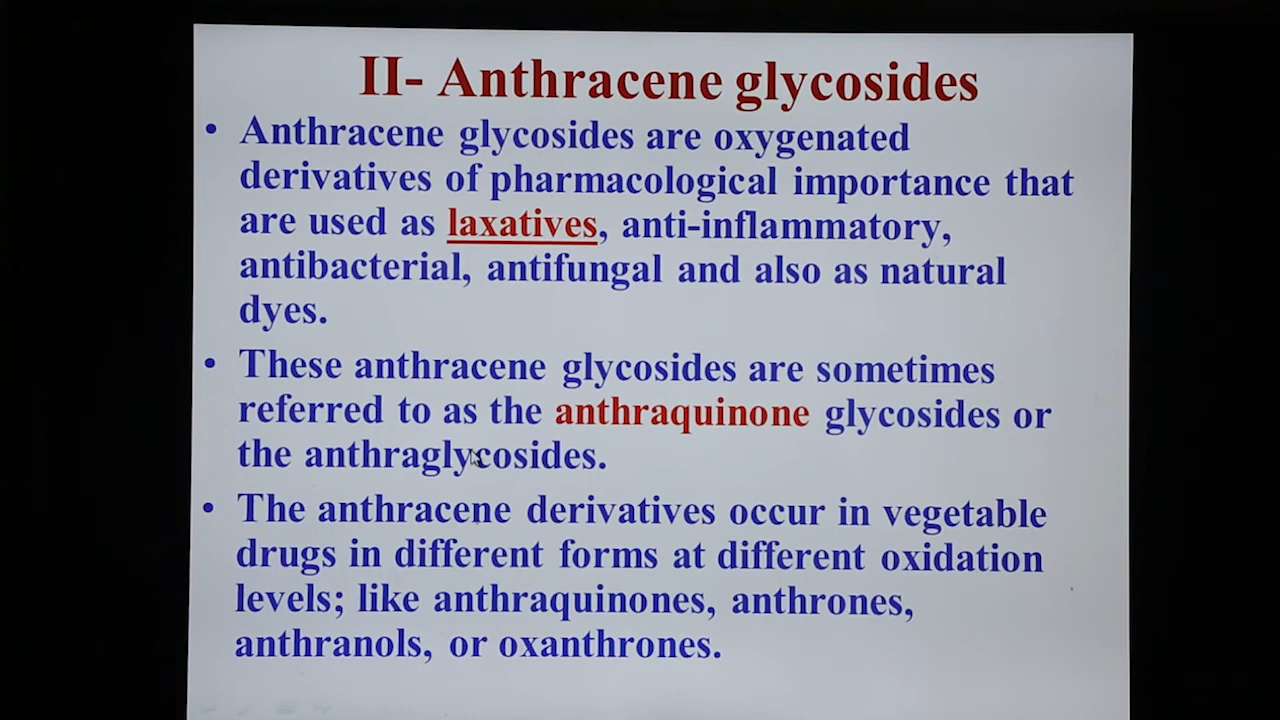 II- Anthracene glycosides
• Anthracene glycosides are oxygenated
derivatives of pharmacological importance that
are used as laxatives, anti-inflammatory,
antibacterial, antifungal and also as natural
dyes.
• These anthracene glycosides are sometimes
referred to as the anthraquinone glycosides or
the anthraglycosides.
• The anthracene derivatives occur in vegetable
drugs in different forms at different oxidation
levels; like anthraquinones, anthrones,
anthranols, or oxanthrones.